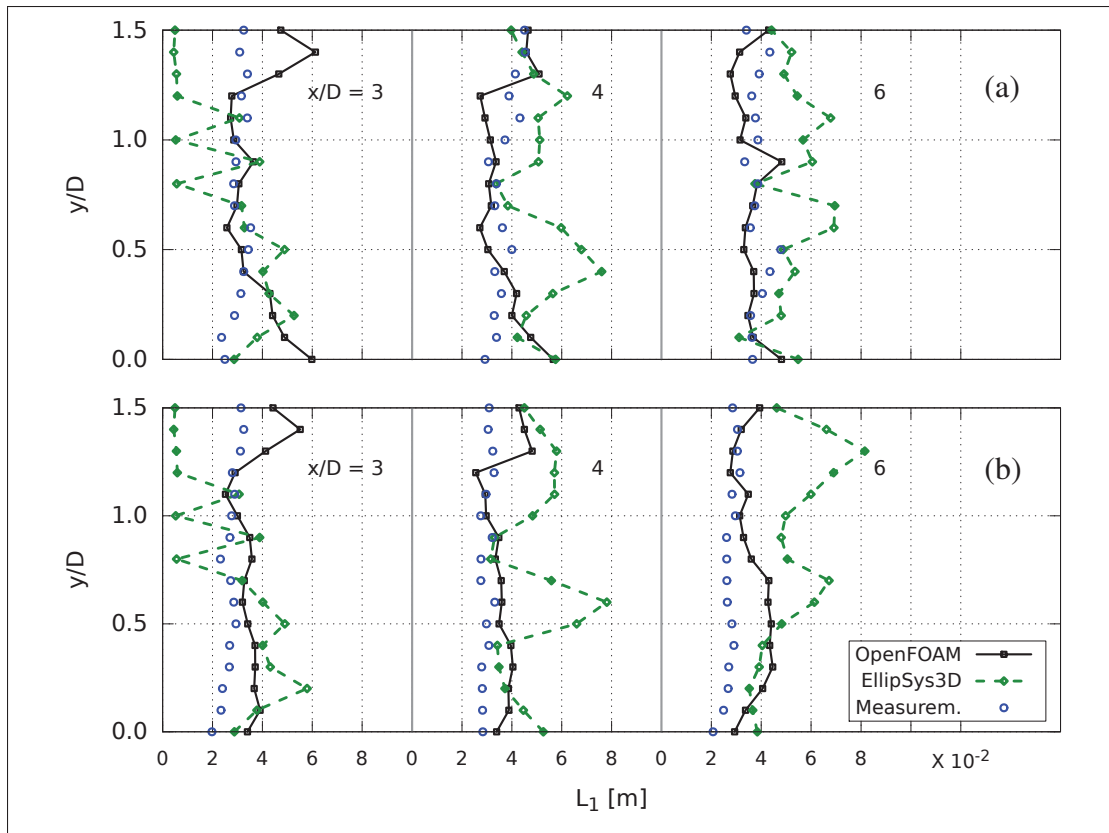 1.5
1.0
0.5
0.0
y/D
x/D = 3
4
6
(a)
1.5
1.0
0.5
0.0
y/D
x/D = 3
4
6
(b)
OpenFOAM
EllipSys3D
Measurem.
0 2 4 6 8 0 2 4 6 8 0 2 4 6 8 X 10⁻²
L₁ [m]